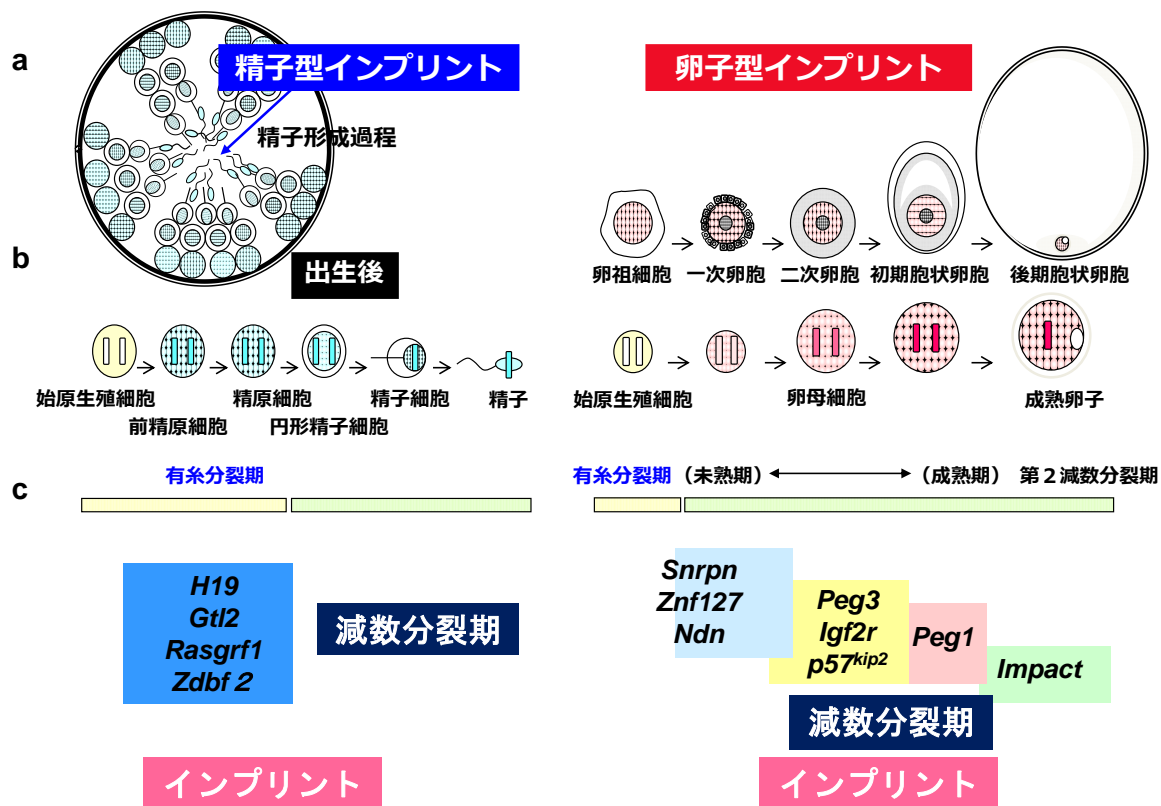 a
精子型インプリント
卵子型インプリント
精子形成過程
b
出生後
卵祖細胞
一次卵胞
二次卵胞
初期胞状卵胞
後期胞状卵胞
始原生殖細胞
前精原細胞
精原細胞
円形精子細胞
精子細胞
精子
始原生殖細胞
卵母細胞
成熟卵子
c
有糸分裂期
有糸分裂期
（未熟期）
（成熟期）
第２減数分裂期
H19
Gtl2
Rasgrf1
Zdbf２
減数分裂期
Snrpn
Znf127
Ndn
Peg3
Igf2r
p57kip2
Peg1
Impact
減数分裂期
インプリント
インプリント